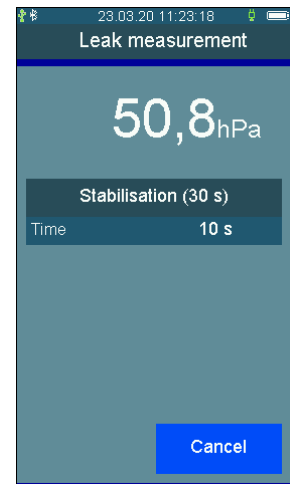 23.03.20 11:23:18
Leak measurement
50,8hPa
Stabilisation (30 s)
Time 10 s
Cancel